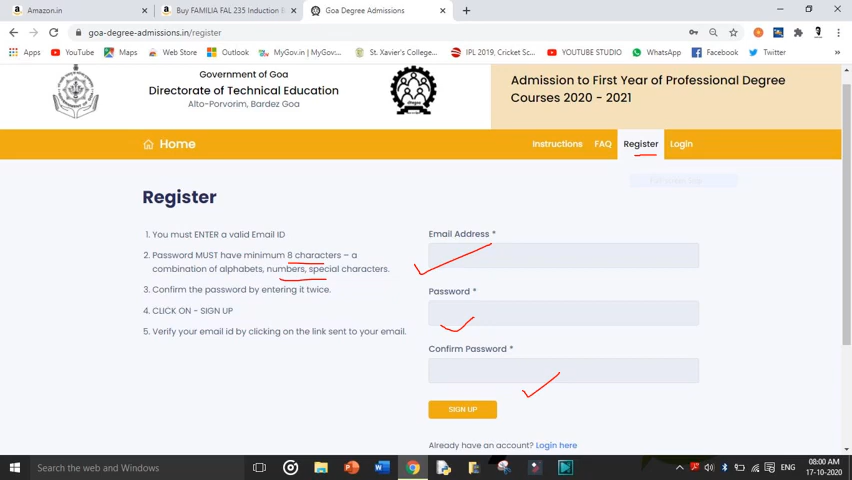 Amazon.in
Buy FAMILIA FAL 235 Induction B
Goa Degree Admissions
goa-degree-admissions.in/register
Apps
YouTube
Maps
Web Store
Outlook
MyGov.in | MyGov:...
St. Xavier's College...
IPL 2019, Cricket Sc...
YOUTUBE STUDIO
WhatsApp
Facebook
Twitter
Government of Goa
Directorate of Technical Education
Alto-Porvorim, Bardez Goa
Admission to First Year of Professional Degree
Courses 2020 - 2021
Home
Instructions
FAQ
Register
Login
Register
1. You must ENTER a valid Email ID
2. Password MUST have minimum 8 characters – a
combination of alphabets, numbers, special characters.
3. Confirm the password by entering it twice.
4. CLICK ON - SIGN UP
5. Verify your email id by clicking on the link sent to your email.
Email Address *
Password *
Confirm Password *
SIGN UP
Already have an account? Login here
Search the web and Windows
ENG
08:00 AM
17-10-2020